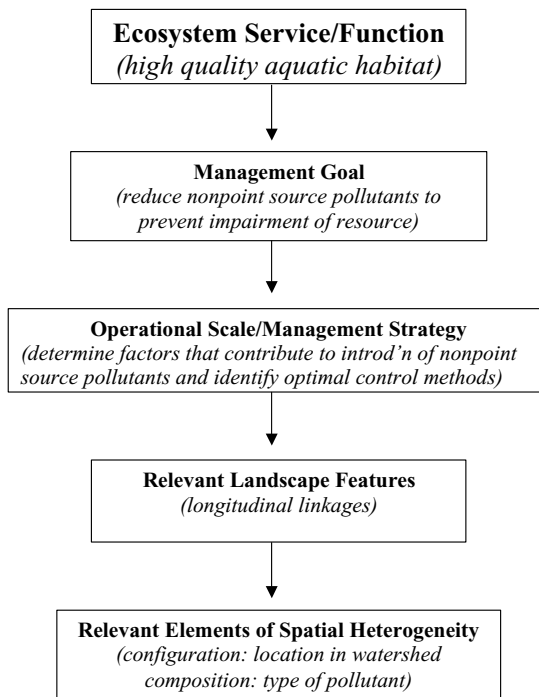 Ecosystem Service/Function
(high quality aquatic habitat)
Management Goal
(reduce nonpoint source pollutants to
prevent impairment of resource)
Operational Scale/Management Strategy
(determine factors that contribute to introd'n of nonpoint
source pollutants and identify optimal control methods)
Relevant Landscape Features
(longitudinal linkages)
Relevant Elements of Spatial Heterogeneity
(configuration: location in watershed
composition: type of pollutant)